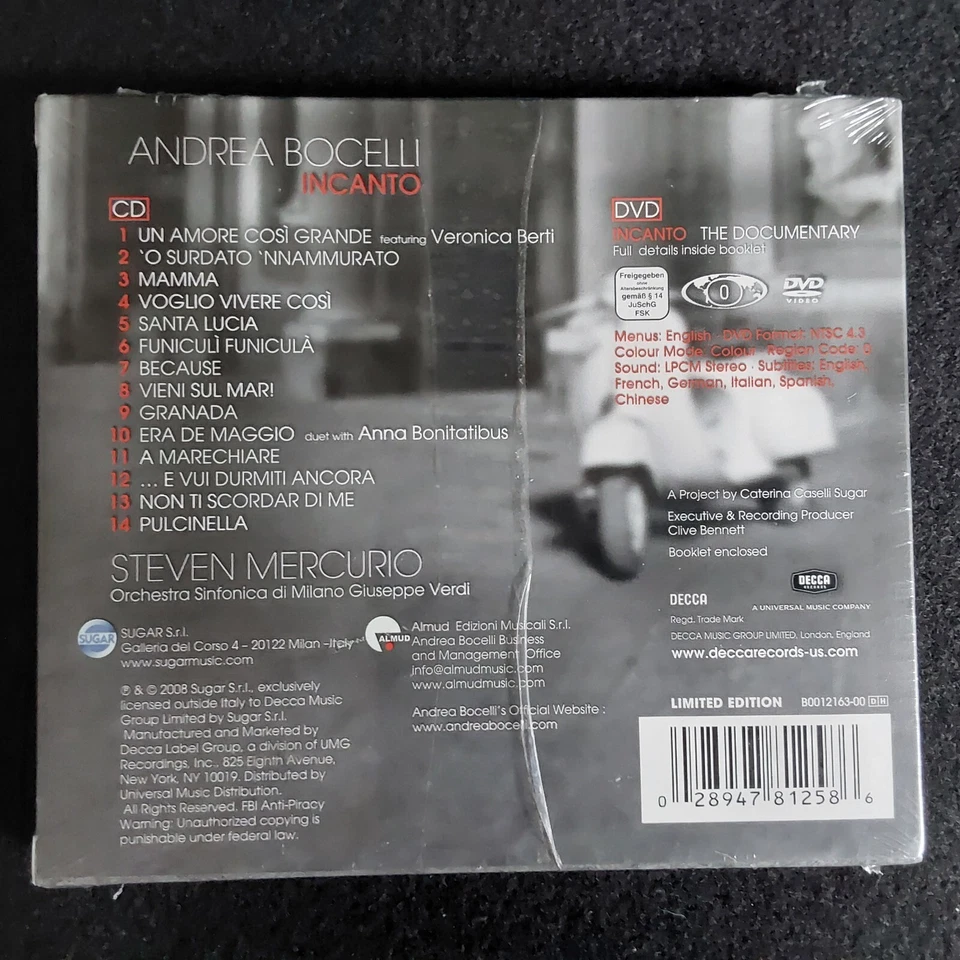 ANDREA BOCELLI
INCANTO
CD
1 UN AMORE COSÌ GRANDE featuring Veronica Berti
2 ‘O SURDATO ‘NNAMMURATO
3 MAMMA
4 VOGLIO VIVERE COSÌ
5 SANTA LUCIA
6 FUNICULÌ FUNICULÀ
7 BECAUSE
8 VIENI SUL MAR!
9 GRANADA
10 ERA DE MAGGIO duet with Anna Bonitatibus
11 A MARECHIARE
12 ... E VUI DURMITI ANCORA
13 NON TI SCORDAR DI ME
14 PULCINELLA
STEVEN MERCURIO
Orchestra Sinfonica di Milano Giuseppe Verdi
SUGAR
SUGAR S.r.l.
Galleria del Corso 4 – 20122 Milan –Italy
www.sugarmusic.com
℗ & © 2008 Sugar S.r.l., exclusively
licensed outside Italy to Decca Music
Group Limited by Sugar S.r.l.
Manufactured and Marketed by
Decca Label Group, a division of UMG
Recordings, Inc., 825 Eighth Avenue,
New York, NY 10019. Distributed by
Universal Music Distribution.
All Rights Reserved. FBI Anti-Piracy
Warning: Unauthorized copying is
punishable under federal law.
ALMUD
Almud Edizioni Musicali S.r.l.
Andrea Bocelli Business
and Management Office
info@almudmusic.com
www.almudmusic.com
Andrea Bocelli's Official Website :
www.andreabocelli.com
DVD
INCANTO THE DOCUMENTARY
Full details inside booklet
Freigegeben
ohne
Altersbeschränkung
gemäß § 14
JuSchG
FSK
0
DVD
VIDEO
Menus: English · DVD Format: NTSC 4.3
Colour Mode: Colour · Region Code: 0
Sound: LPCM Stereo · Subtitles: English,
French, German, Italian, Spanish,
Chinese
A Project by Caterina Caselli Sugar
Executive & Recording Producer
Clive Bennett
Booklet enclosed
DECCA
RECORDS
DECCA
A UNIVERSAL MUSIC COMPANY
Regd. Trade Mark
DECCA MUSIC GROUP LIMITED, London, England
www.deccarecords-us.com
LIMITED EDITION B0012163-00 DH
0 28947 81258 6